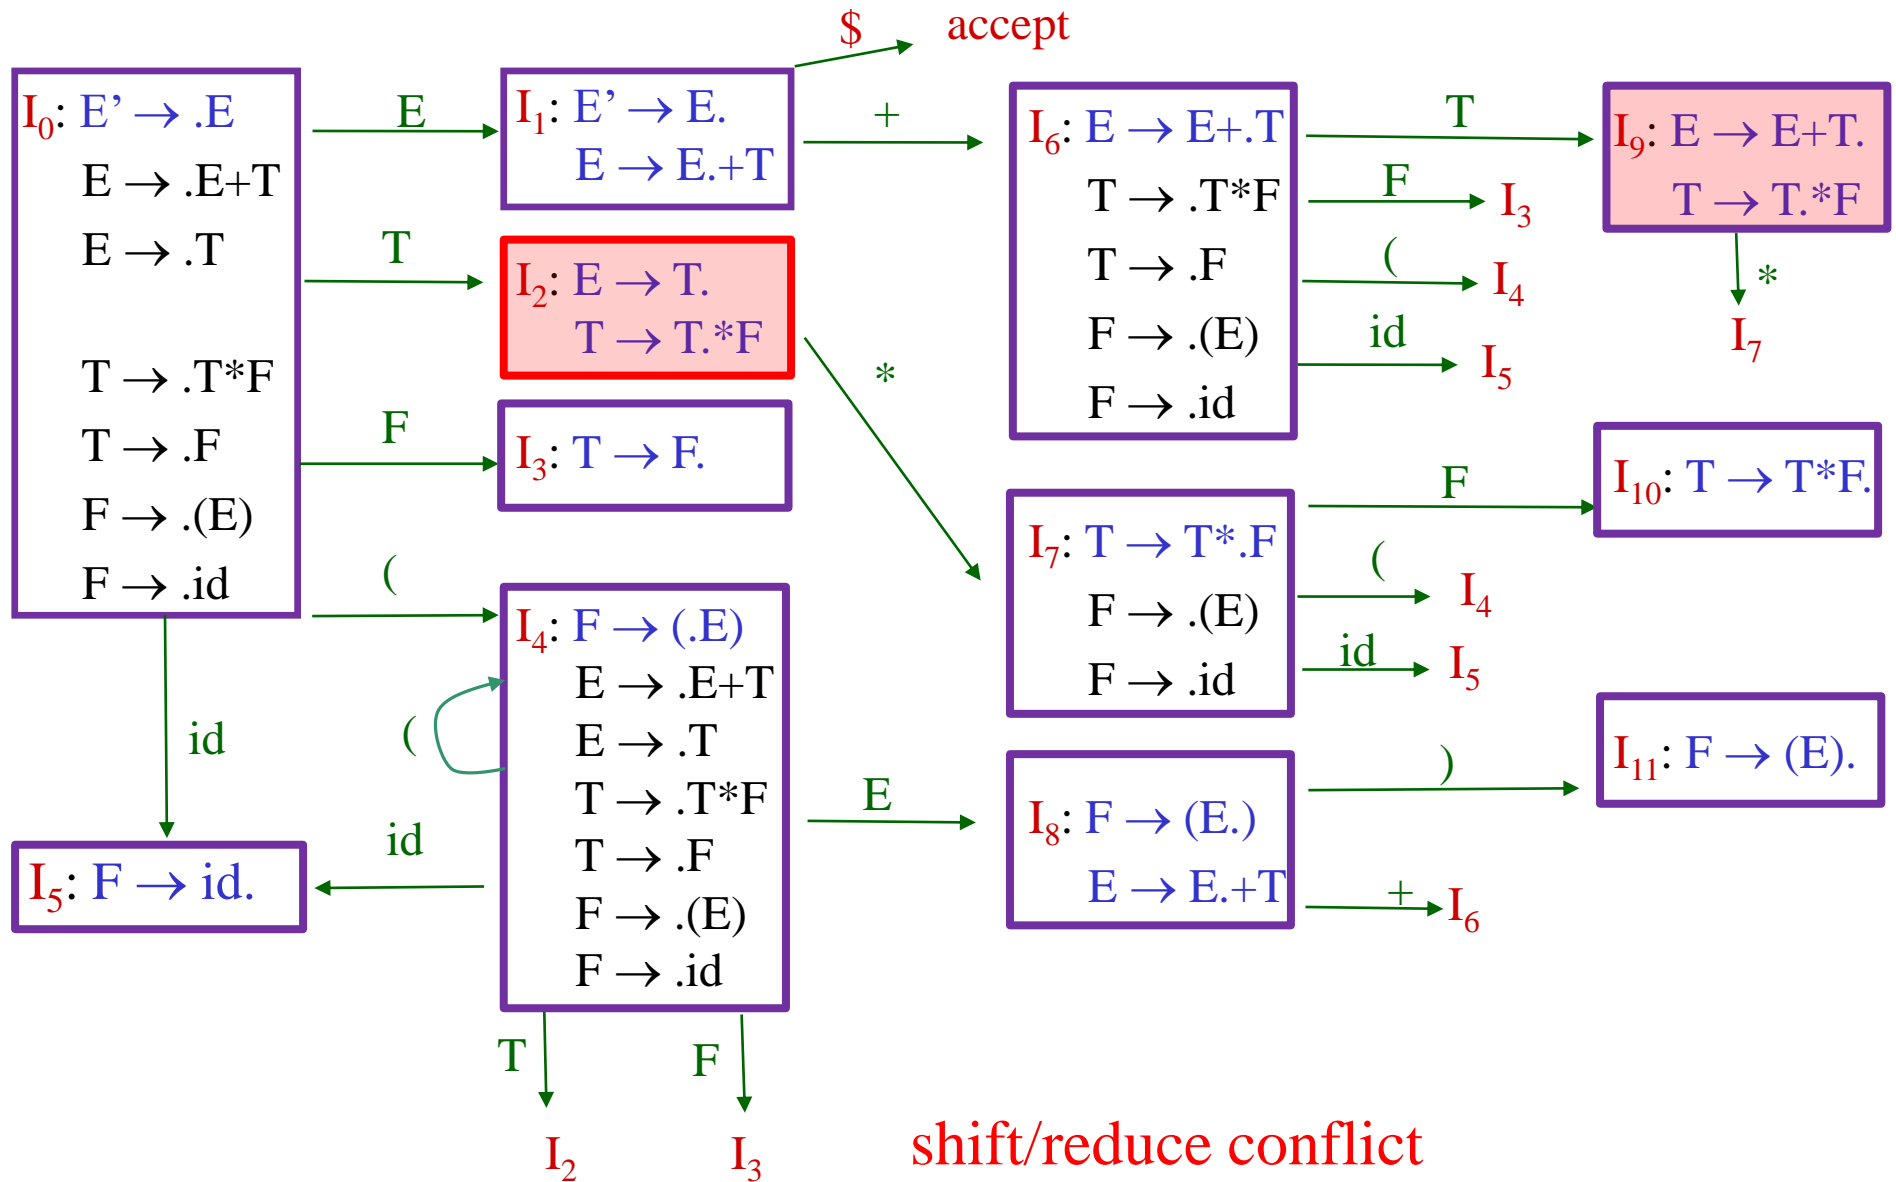 $ accept
I₀: E’ → .E
E → .E+T
E → .T
T → .T*F
T → .F
F → .(E)
F → .id
E
T
F
(
id
I₁: E’ → E.
E → E.+T
+
I₂: E → T.
T → T.*F
*
I₃: T → F.
I₄: F → (.E)
E → .E+T
E → .T
T → .T*F
T → .F
F → .(E)
F → .id
(
id
E
T
F
I₂
I₃
I₅: F → id.
I₆: E → E+.T
T → .T*F
T → .F
F → .(E)
F → .id
T
F
I₃
(
I₄
id
I₅
I₇: T → T*.F
F → .(E)
F → .id
F
(
I₄
id
I₅
I₈: F → (E.)
E → E.+T
)
+
I₆
I₉: E → E+T.
T → T.*F
*
I₇
I₁₀: T → T*F.
I₁₁: F → (E).
shift/reduce conflict